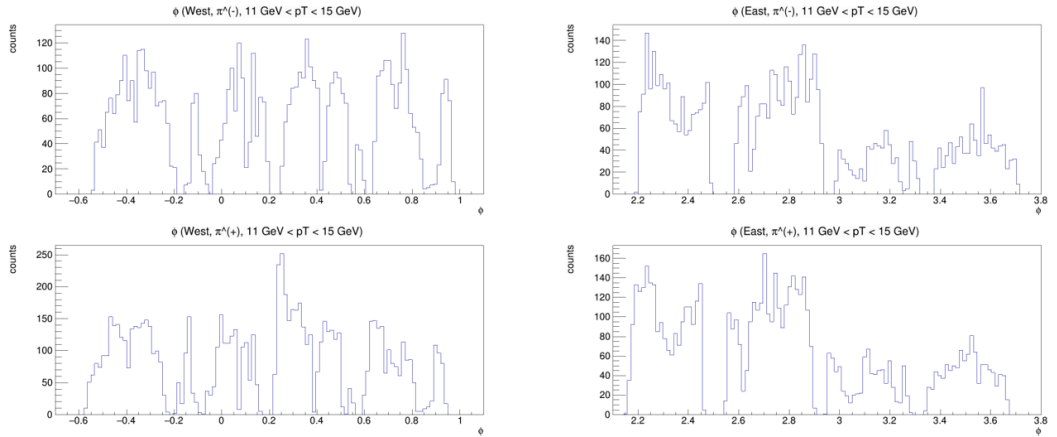 ϕ (West, π^(-), 11 GeV < pT < 15 GeV)
counts
120
100
80
60
40
20
0
−0.6 −0.4 −0.2 0 0.2 0.4 0.6 0.8 1
ϕ
ϕ (East, π^(-), 11 GeV < pT < 15 GeV)
counts
140
120
100
80
60
40
20
0
2.2 2.4 2.6 2.8 3 3.2 3.4 3.6 3.8
ϕ
ϕ (West, π^(+), 11 GeV < pT < 15 GeV)
counts
250
200
150
100
50
0
−0.6 −0.4 −0.2 0 0.2 0.4 0.6 0.8 1
ϕ
ϕ (East, π^(+), 11 GeV < pT < 15 GeV)
counts
160
140
120
100
80
60
40
20
0
2.2 2.4 2.6 2.8 3 3.2 3.4 3.6 3.8
ϕ